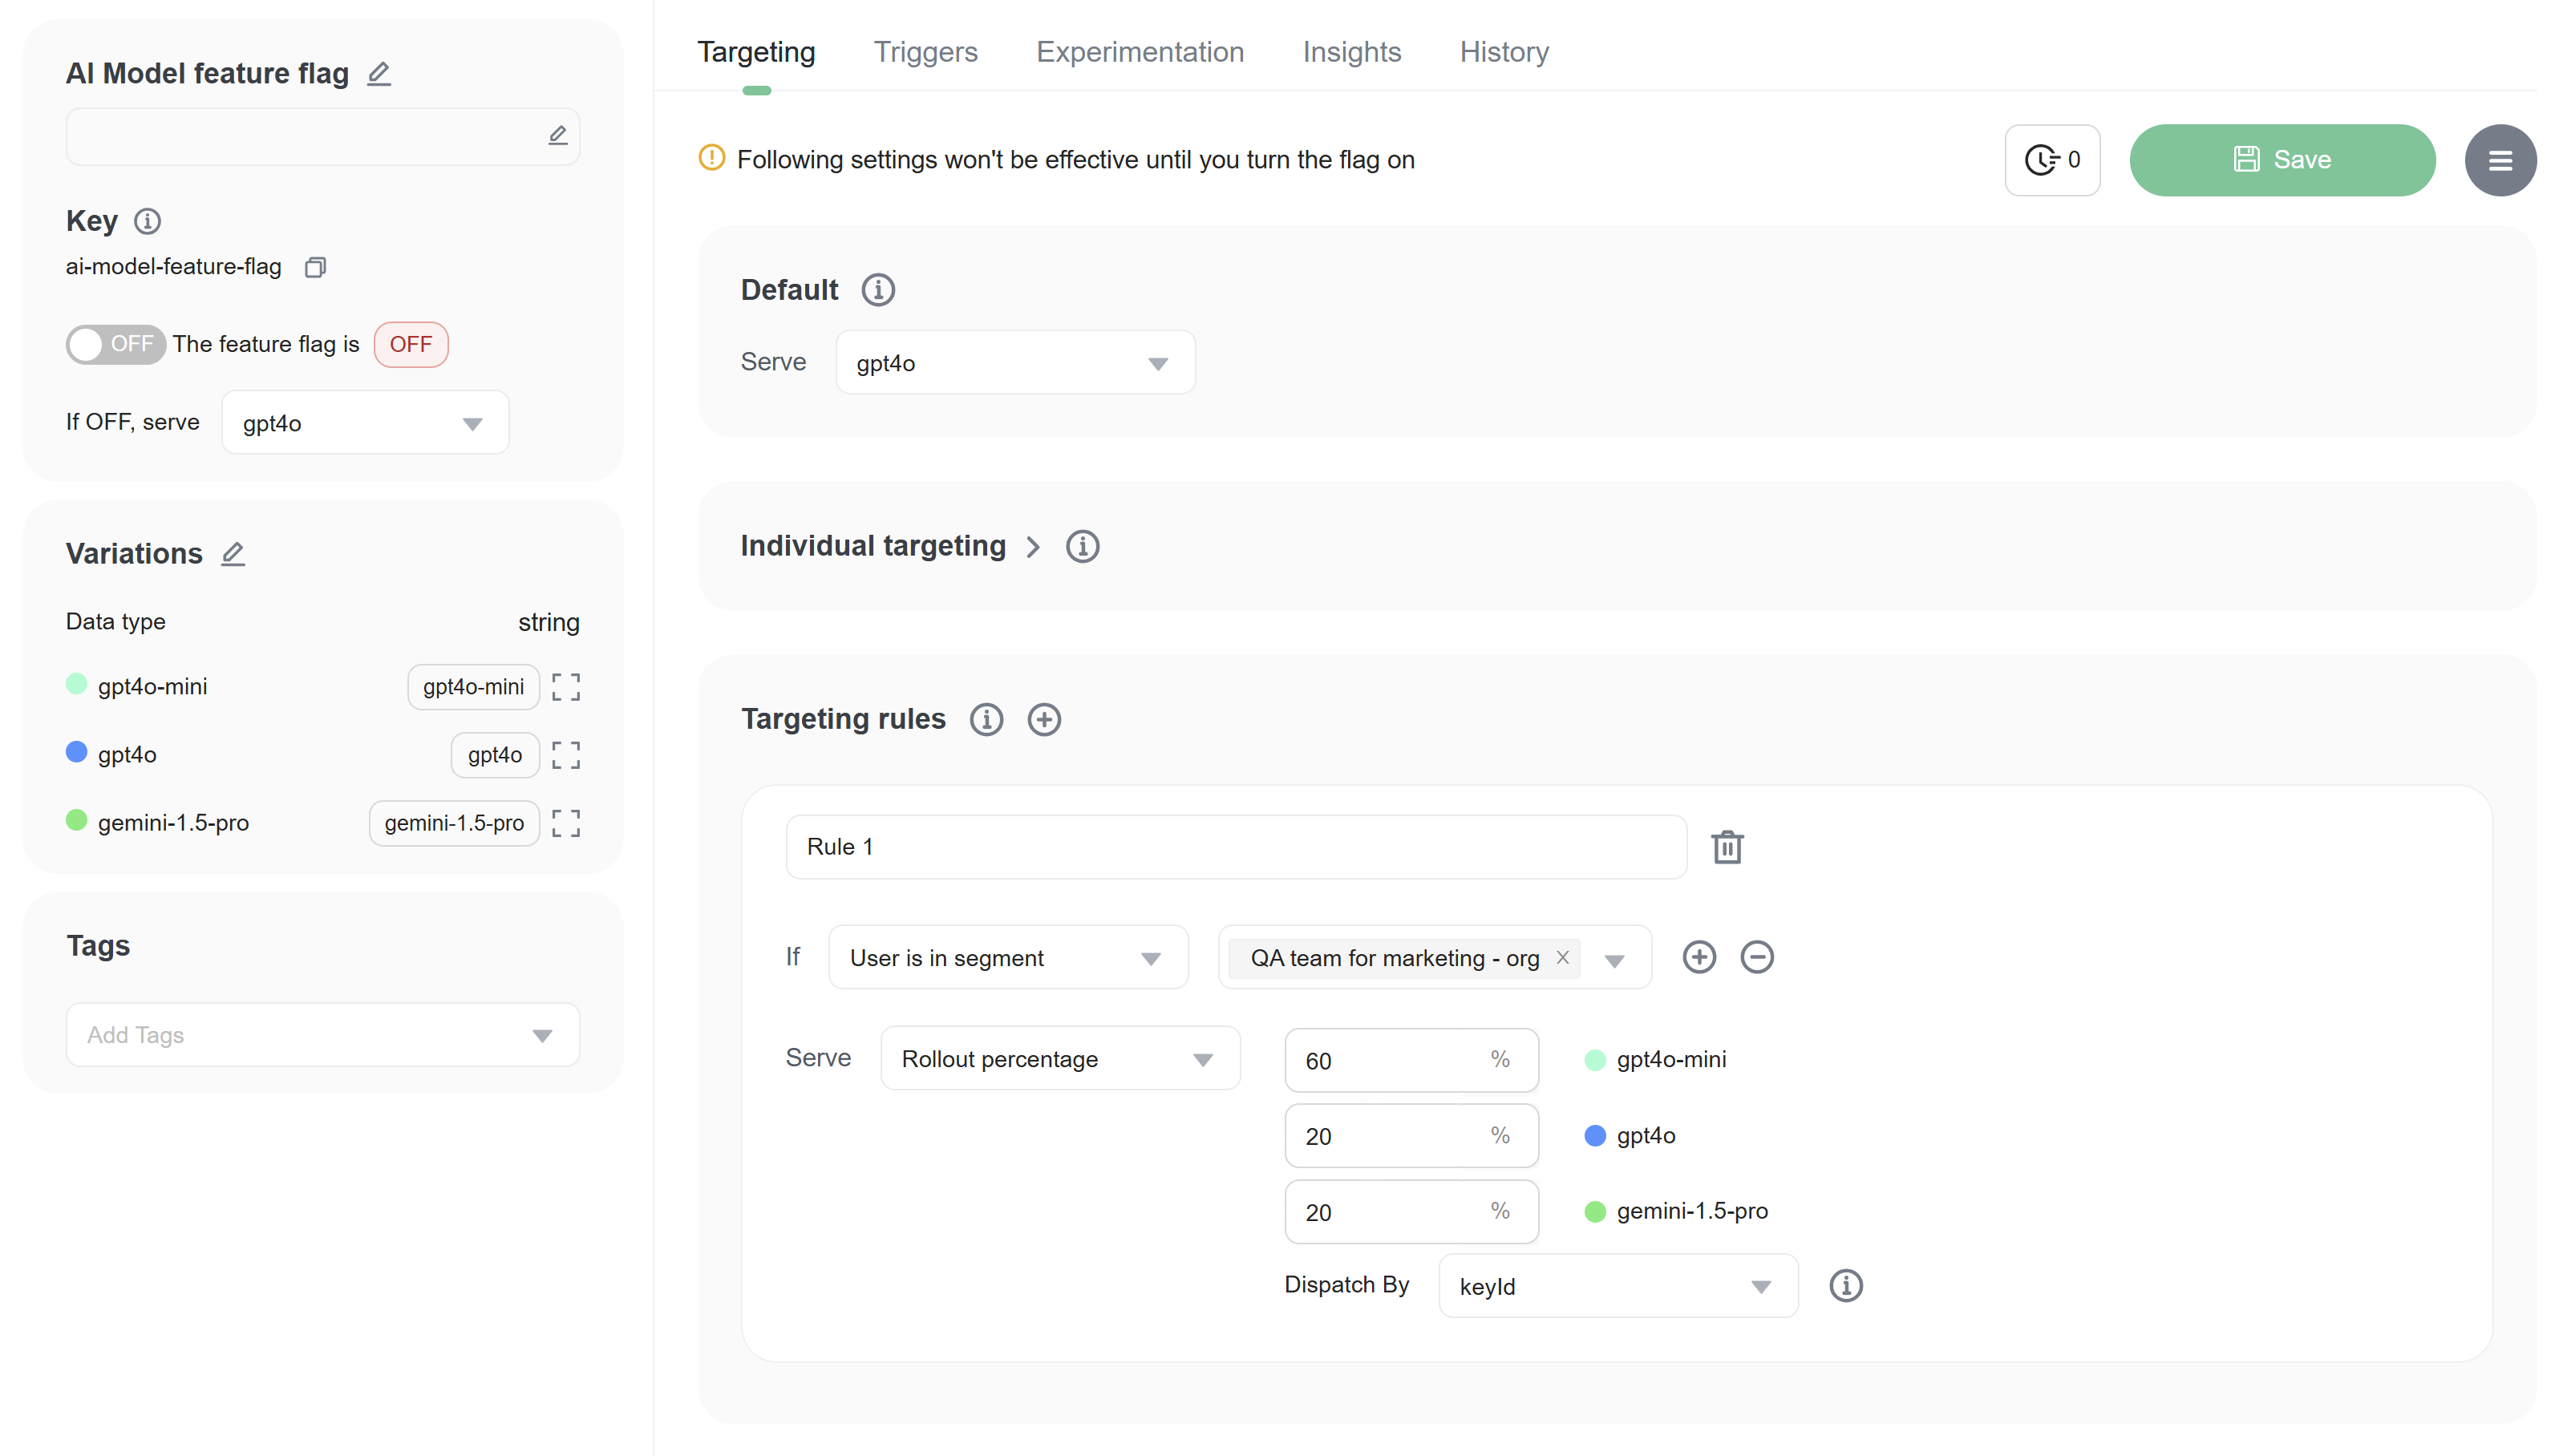 AI Model feature flag
Key
ai-model-feature-flag
OFF The feature flag is OFF
If OFF, serve gpt4o
Variations
Data type string
gpt4o-mini gpt4o-mini
gpt4o gpt4o
gemini-1.5-pro gemini-1.5-pro
Tags
Add Tags
Targeting Triggers Experimentation Insights History
Following settings won't be effective until you turn the flag on
0 Save
Default
Serve gpt4o
Individual targeting
Targeting rules
Rule 1
If User is in segment QA team for marketing - org
Serve Rollout percentage 60 % gpt4o-mini
20 % gpt4o
20 % gemini-1.5-pro
Dispatch By keyId